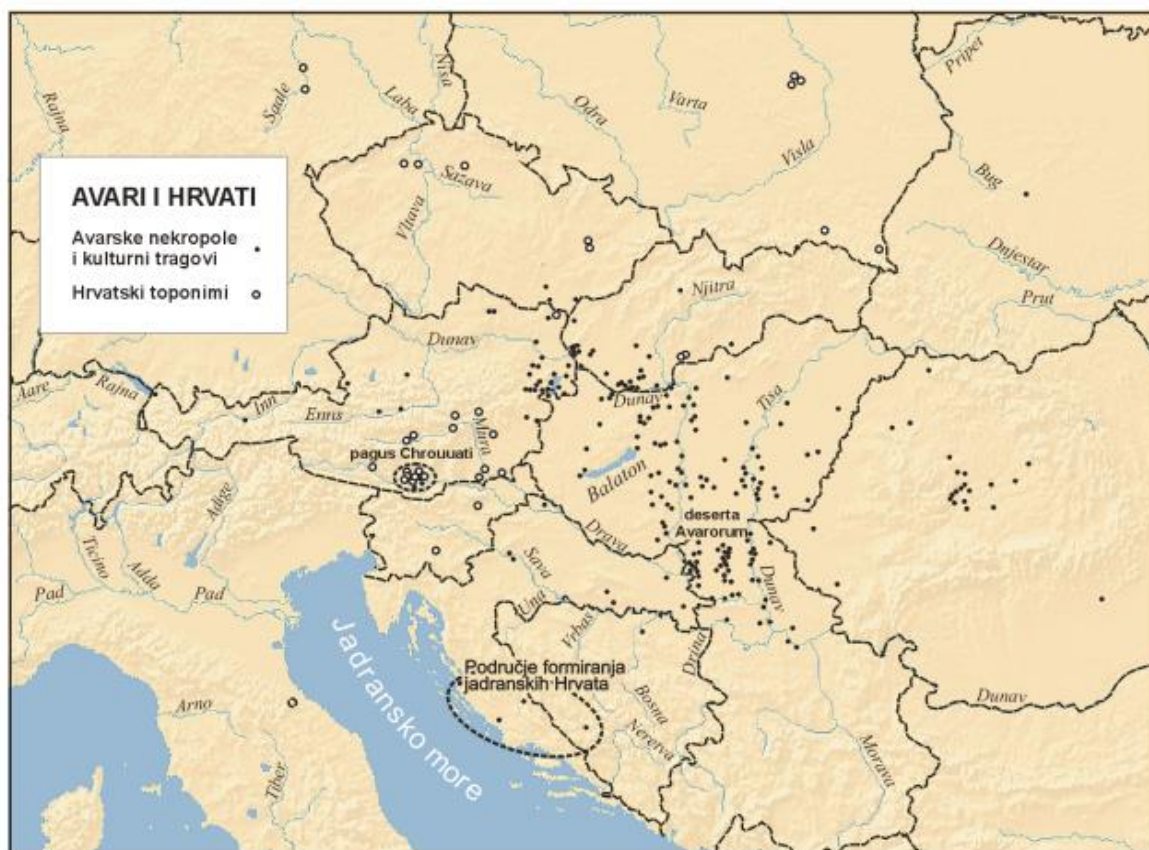 AVARI I HRVATI
Avarske nekropole
i kulturni tragovi
Hrvatski toponimi
Rajna
Saale
Laba
Nisa
Odra
Varta
Visla
Pripet
Bug
Dnjestar
Prut
Sazava
Vltava
Njitra
Dunav
Aare
Rajna
Inn
Enns
Mura
Dunav
Tisa
pagus Chrouuati
Balaton
Adige
Ticino
Adda
Pad
Pad
Drava
deserta
Avarorum
Sava
Una
Vrbas
Drina
Dunav
Jadransko more
Područje formiranja
jadranskih Hrvata
Bosna
Neretva
Dunav
Morava
Arno
Tiber